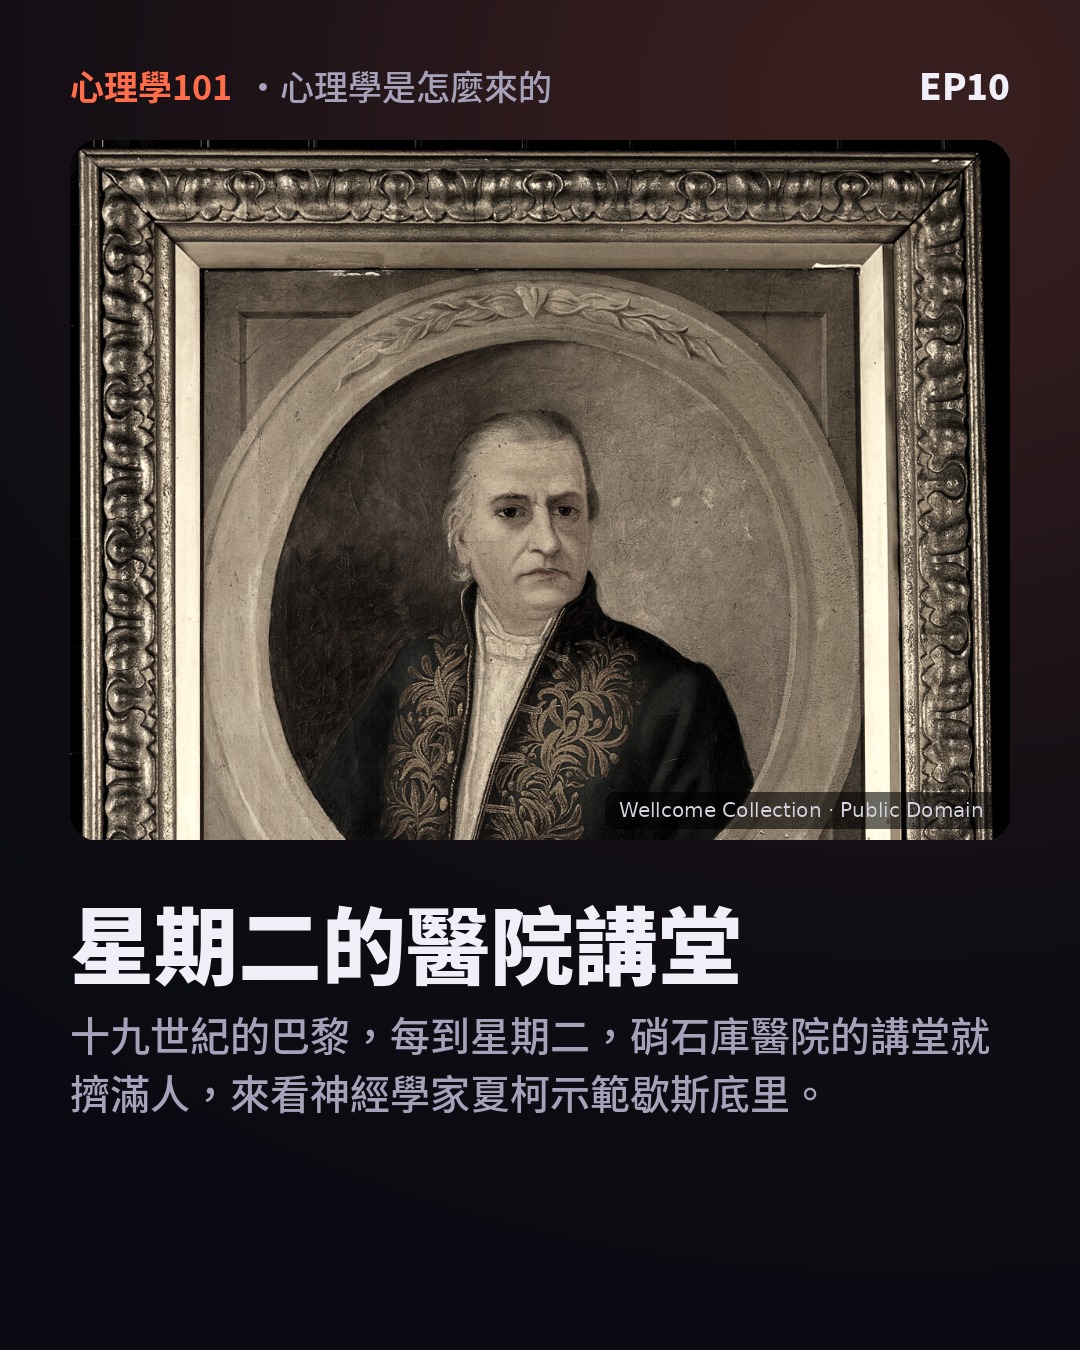 心理學101 ·心理學是怎麼來的
EP10
Wellcome Collection · Public Domain
星期二的醫院講堂
十九世紀的巴黎，每到星期二，硝石庫醫院的講堂就
擠滿人，來看神經學家夏柯示範歇斯底里。